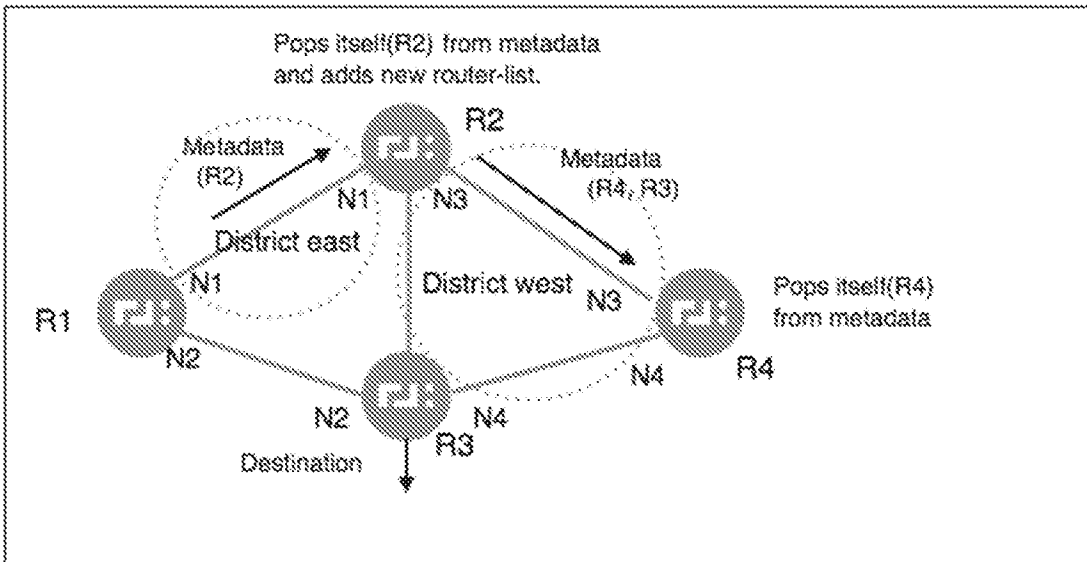 Pops itself(R2) from metadata
and adds new router-list.
R2
Metadata
(R2)
Metadata
(R4, R3)
N1
N3
District east
N1
District west
N3
Pops itself(R4)
from metadata
R1
N2
R4
N4
N2
N4
R3
Destination